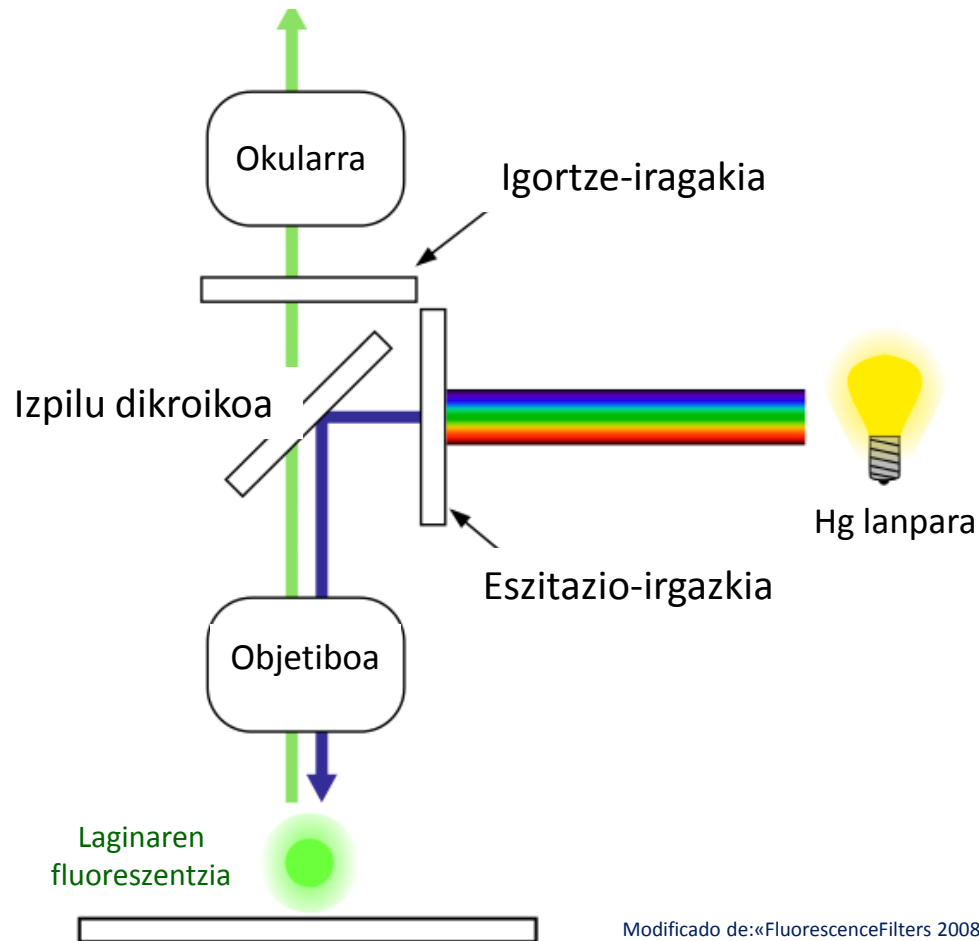 Okularra
Igortze-iragakia
Izpilu dikroikoa
Hg lanpara
Eszitazio-irgazkia
Objetiboa
Laginaren
fluoreszentzia
Modificado de:«FluorescenceFilters 2008